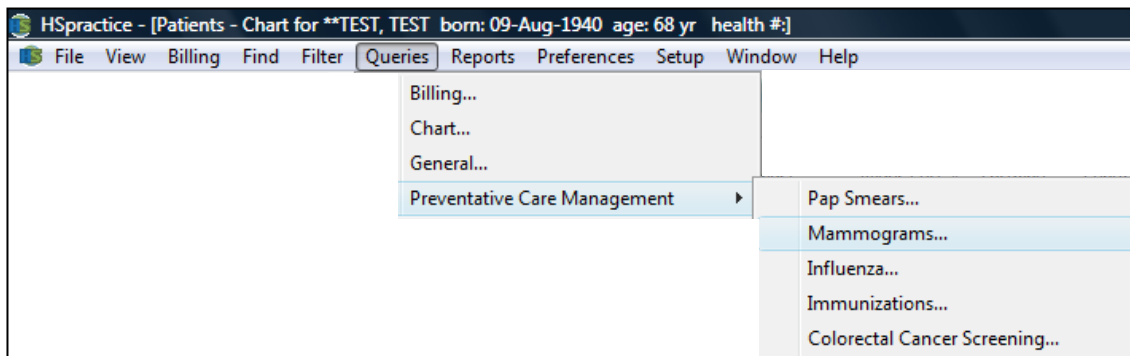 HSpractice - [Patients - Chart for **TEST, TEST born: 09-Aug-1940 age: 68 yr health #:]
File View Billing Find Filter Queries Reports Preferences Setup Window Help
Billing...
Chart...
General...
Preventative Care Management
Pap Smears...
Mammograms...
Influenza...
Immunizations...
Colorectal Cancer Screening...